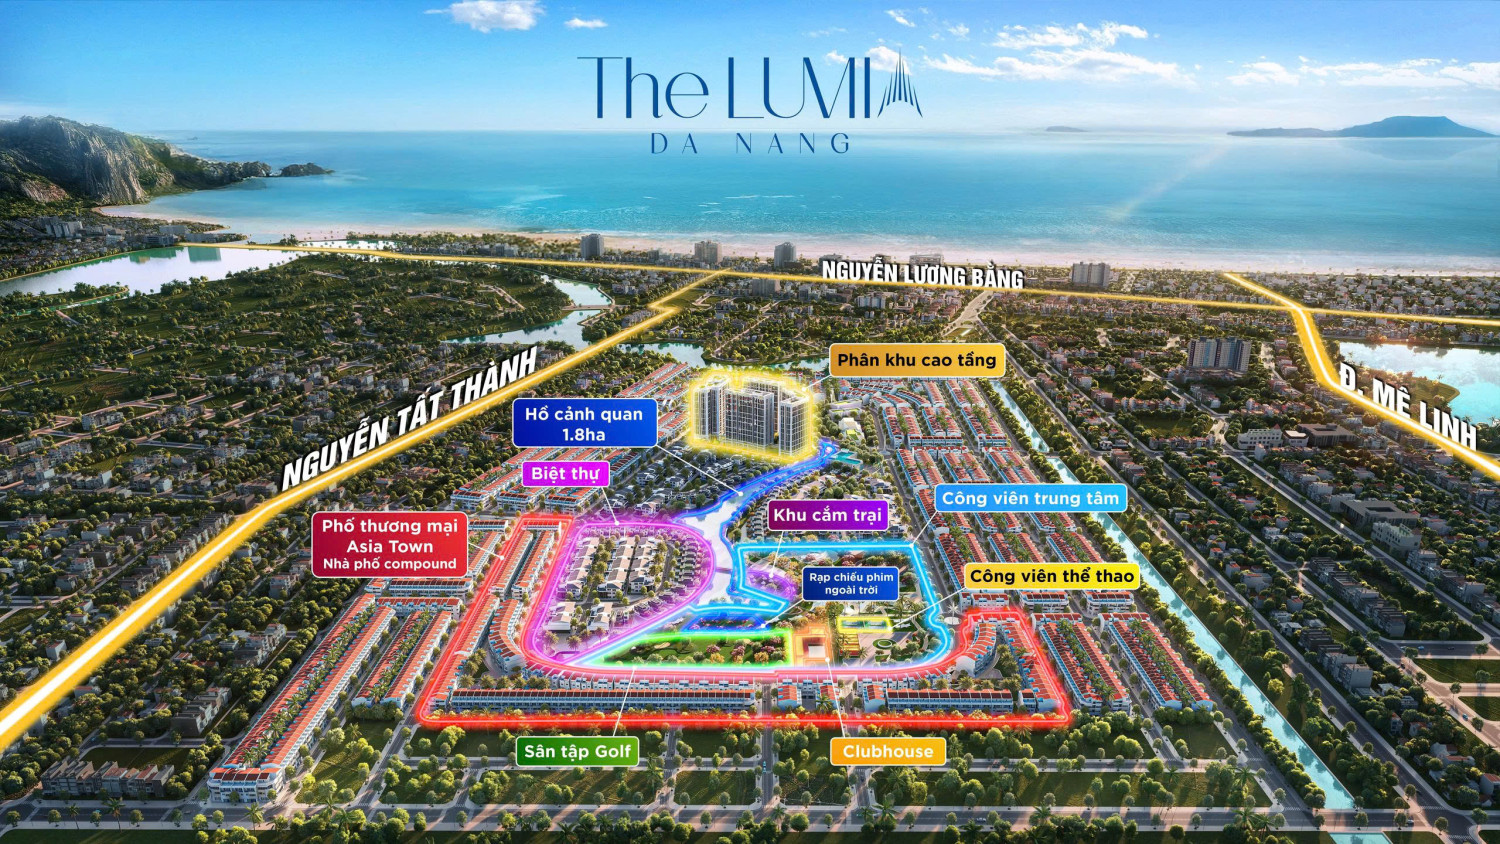 The LUMIA
DA NANG
NGUYỄN LƯƠNG BẰNG
Phân khu cao tầng
NGUYỄN TẤT THÀNH
Đ. MÊ LINH
Hồ cảnh quan
1.8ha
Biệt thự
Khu cắm trại
Công viên trung tâm
Phố thương mại
Asia Town
Nhà phố compound
Rạp chiếu phim
ngoài trời
Công viên thể thao
Sân tập Golf
Clubhouse